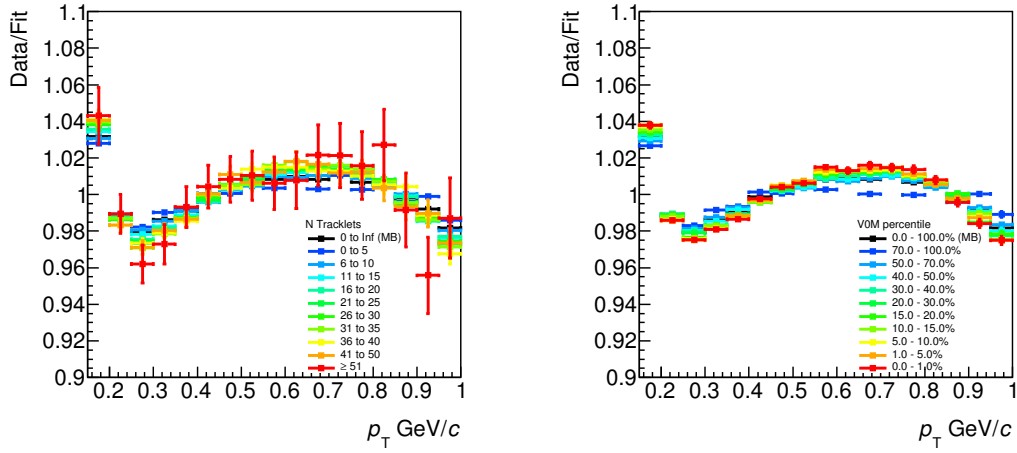 Data/Fit
1.1
1.08
1.06
1.04
1.02
1
0.98
0.96
0.94
0.92
0.9
N Tracklets
0 to Inf (MB)
0 to 5
6 to 10
11 to 15
16 to 20
21 to 25
26 to 30
31 to 35
36 to 40
41 to 50
≥ 51
0.2 0.3 0.4 0.5 0.6 0.7 0.8 0.9 1
p_T GeV/c
Data/Fit
1.1
1.08
1.06
1.04
1.02
1
0.98
0.96
0.94
0.92
0.9
V0M percentile
0.0 - 100.0% (MB)
70.0 - 100.0%
50.0 - 70.0%
40.0 - 50.0%
30.0 - 40.0%
20.0 - 30.0%
15.0 - 20.0%
10.0 - 15.0%
5.0 - 10.0%
1.0 - 5.0%
0.0 - 1.0%
0.2 0.3 0.4 0.5 0.6 0.7 0.8 0.9 1
p_T GeV/c